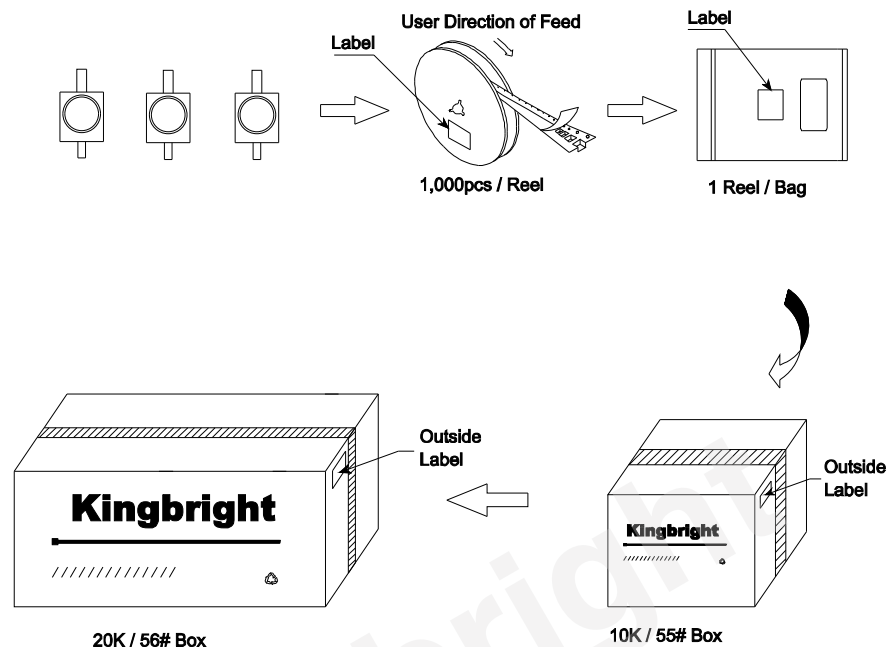 User Direction of Feed
Label
Label
1,000pcs / Reel
1 Reel / Bag
Outside
Label
Kingbright
20K / 56# Box
Outside
Label
Kingbright
10K / 55# Box
bright